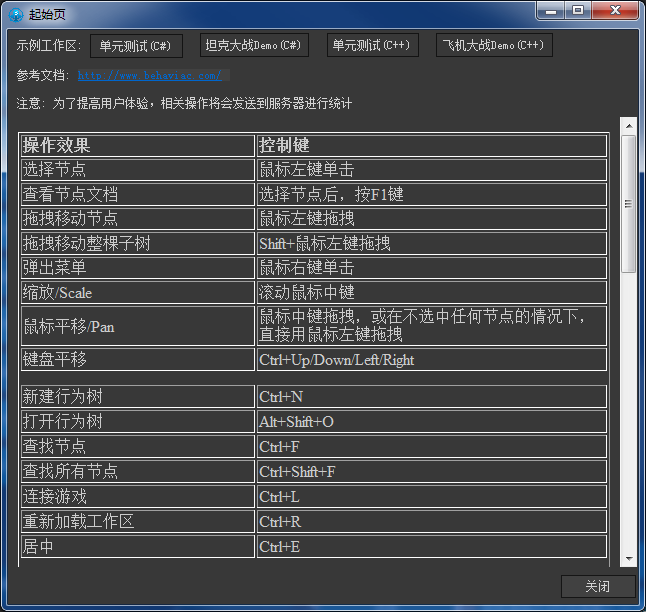 起始页
示例工作区: 单元测试(C#) 坦克大战Demo(C#) 单元测试(C++) 飞机大战Demo(C++)
参考文档: http://www.behaviac.com/
注意: 为了提高用户体验，相关操作将会发送到服务器进行统计
操作效果 控制键
选择节点 鼠标左键单击
查看节点文档 选择节点后，按F1键
拖拽移动节点 鼠标左键拖拽
拖拽移动整棵子树 Shift+鼠标左键拖拽
弹出菜单 鼠标右键单击
缩放/Scale 滚动鼠标中键
鼠标平移/Pan 鼠标中键拖拽，或在不选中任何节点的情况下，
直接用鼠标左键拖拽
键盘平移 Ctrl+Up/Down/Left/Right
新建行为树 Ctrl+N
打开行为树 Alt+Shift+O
查找节点 Ctrl+F
查找所有节点 Ctrl+Shift+F
连接游戏 Ctrl+L
重新加载工作区 Ctrl+R
居中 Ctrl+E
关闭